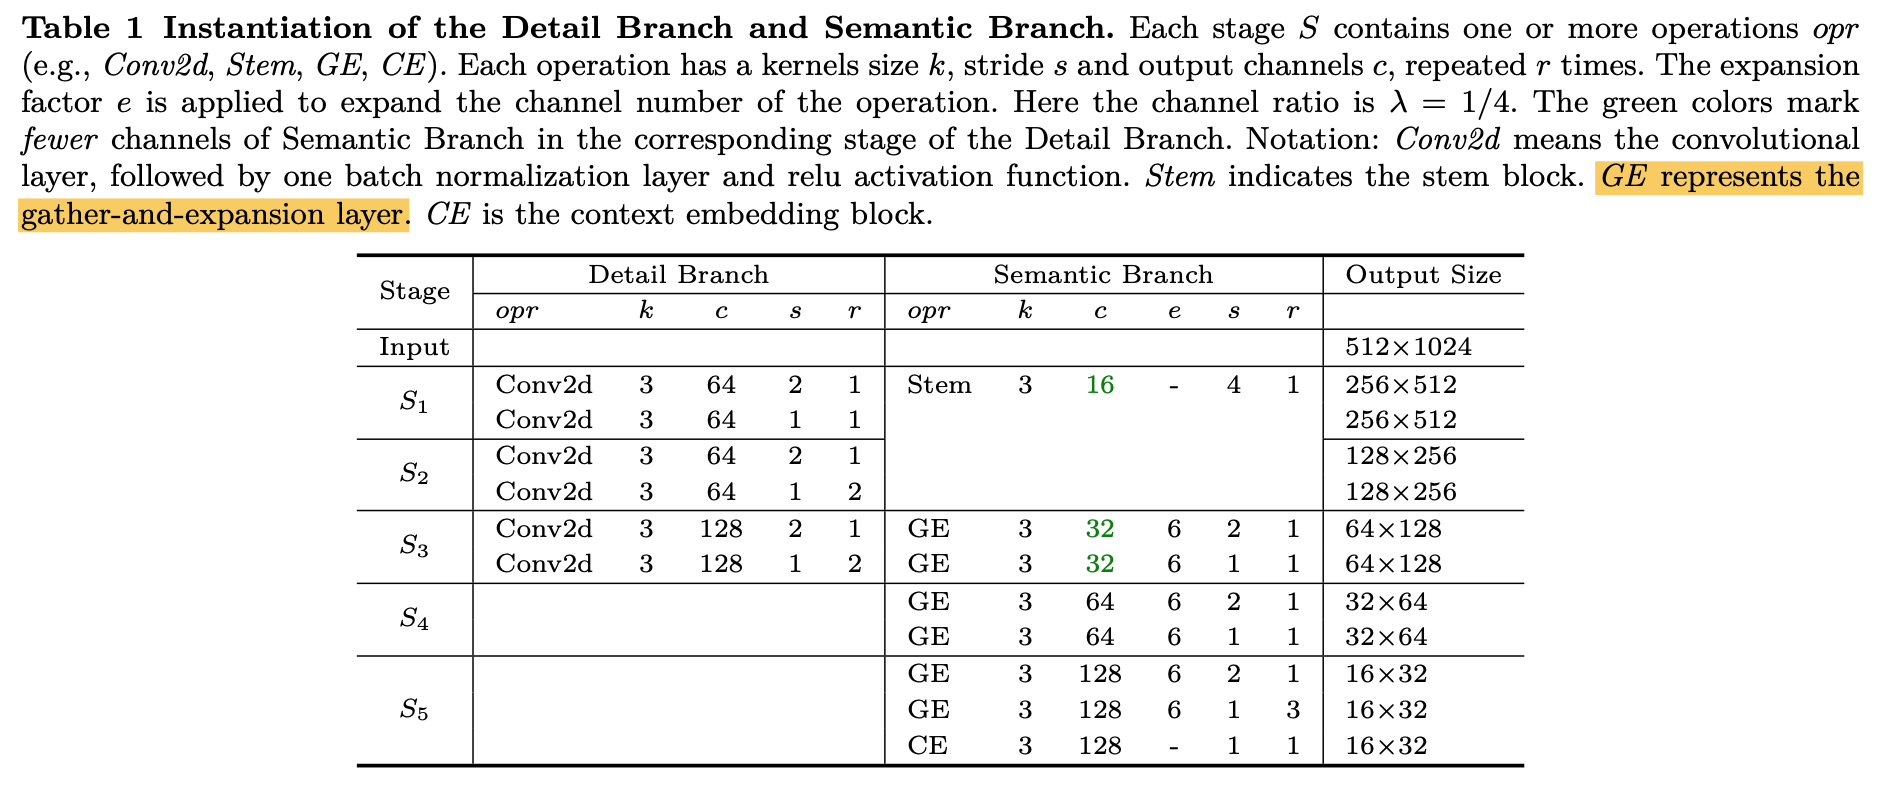 Table 1 Instantiation of the Detail Branch and Semantic Branch. Each stage S contains one or more operations opr
(e.g., Conv2d, Stem, GE, CE). Each operation has a kernels size k, stride s and output channels c, repeated r times. The expansion
factor e is applied to expand the channel number of the operation. Here the channel ratio is λ = 1/4. The green colors mark
fewer channels of Semantic Branch in the corresponding stage of the Detail Branch. Notation: Conv2d means the convolutional
layer, followed by one batch normalization layer and relu activation function. Stem indicates the stem block. GE represents the
gather-and-expansion layer. CE is the context embedding block.
Stage Detail Branch Semantic Branch Output Size
opr k c s r opr k c e s r
Input 512×1024
S1 Conv2d 3 64 2 1 Stem 3 16 - 4 1 256×512
Conv2d 3 64 1 1 256×512
S2 Conv2d 3 64 2 1 128×256
Conv2d 3 64 1 2 128×256
S3 Conv2d 3 128 2 1 GE 3 32 6 2 1 64×128
Conv2d 3 128 1 2 GE 3 32 6 1 1 64×128
S4 GE 3 64 6 2 1 32×64
GE 3 64 6 1 1 32×64
S5 GE 3 128 6 2 1 16×32
GE 3 128 6 1 3 16×32
CE 3 128 - 1 1 16×32